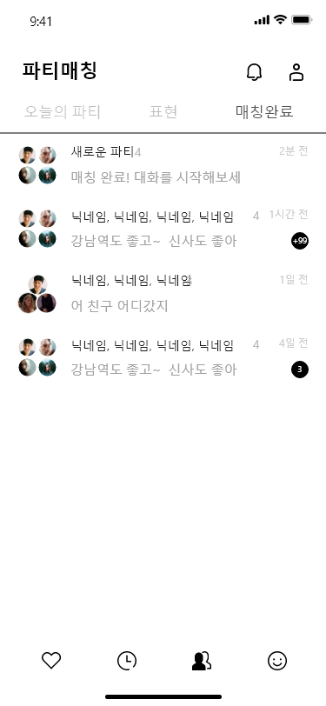 9:41
파티매칭
오늘의 파티 표현 매칭완료
새로운 파티4 2분 전
매칭 완료! 대화를 시작해보세
닉네임, 닉네임, 닉네임, 닉네임 4 1시간 전
강남역도 좋고~ 신사도 좋아 +99
닉네임, 닉네임, 닉네임 1일 전
어 친구 어디갔지
닉네임, 닉네임, 닉네임, 닉네임 4 4일 전
강남역도 좋고~ 신사도 좋아 3